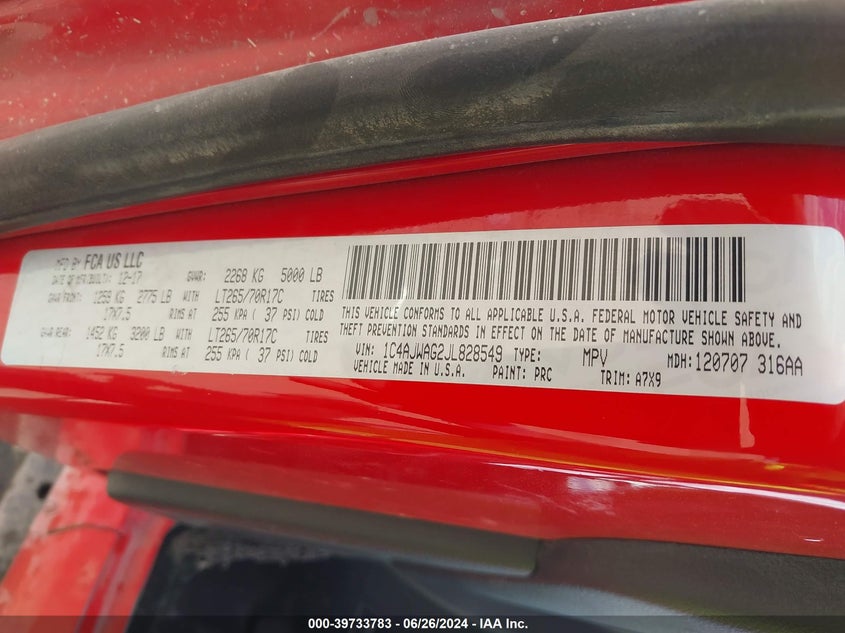 MFD BY FCA US LLC
DATE OF MFR(BUILT): 12-17 GVWR: 2268 KG 5000 LB
GAWR FRONT: 1259 KG 2775 LB WITH LT265/70R17C TIRES
17X7.5 RIMS AT 255 KPA ( 37 PSI) COLD
GAWR REAR: 1452 KG 3200 LB WITH LT265/70R17C TIRES
17X7.5 RIMS AT 255 KPA ( 37 PSI) COLD
THIS VEHICLE CONFORMS TO ALL APPLICABLE U.S.A. FEDERAL MOTOR VEHICLE SAFETY AND
THEFT PREVENTION STANDARDS IN EFFECT ON THE DATE OF MANUFACTURE SHOWN ABOVE.
VIN: 1C4AJWAG2JL828549 TYPE: MPV MDH:120707 316AA
VEHICLE MADE IN U.S.A. PAINT: PRC TRIM: A7X9
000-39733783 - 06/26/2024 - IAA Inc.